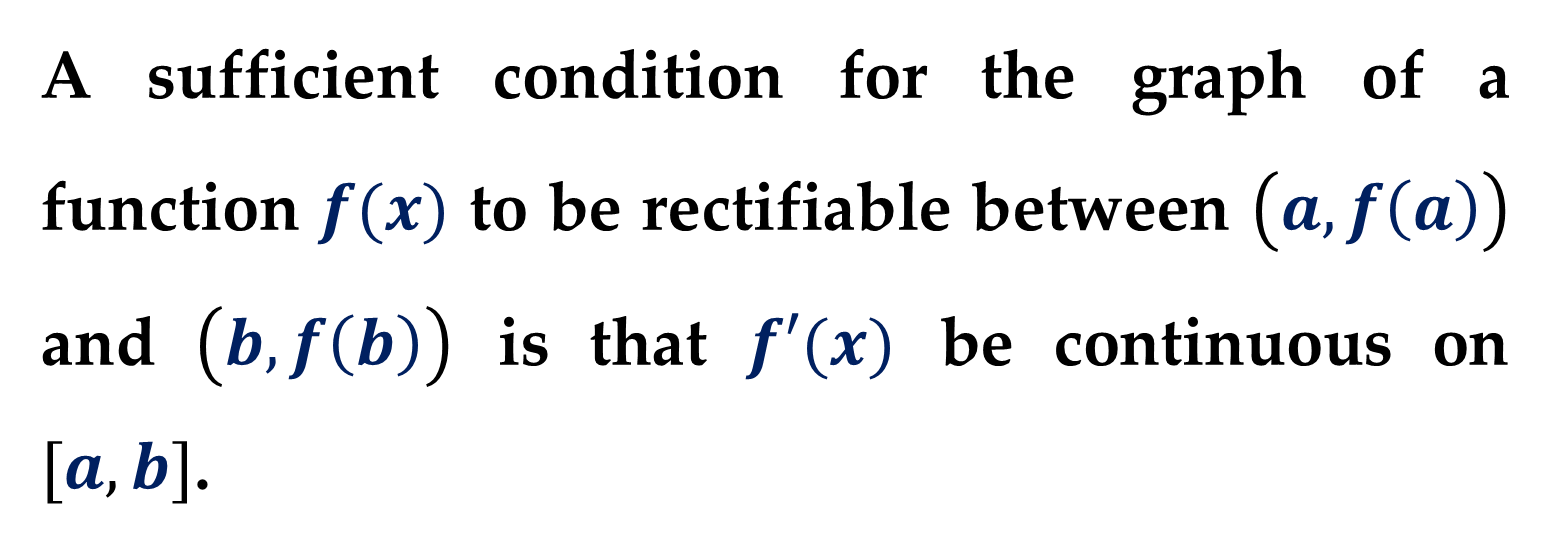 A sufficient condition for the graph of a
function f(x) to be rectifiable between (a, f(a))
and (b, f(b)) is that f′(x) be continuous on
[a, b].